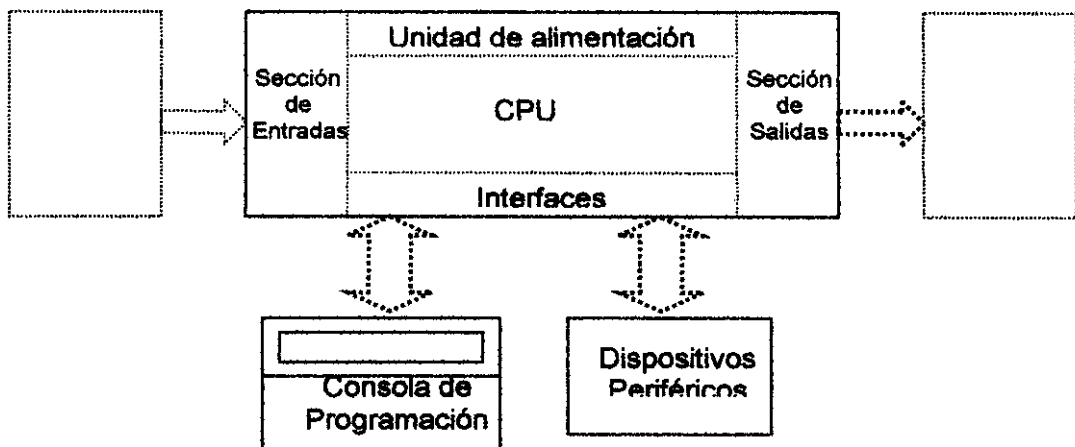 Unidad de alimentación
Sección
de
Entradas
CPU
Sección
de
Salidas
Interfaces
Consola de
Programación
Dispositivos
Periféricos